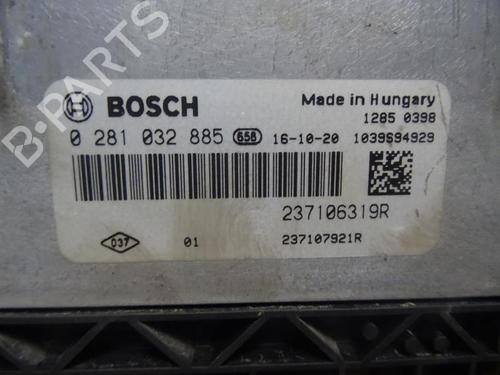 BOSCH
Made in Hungary
1285 0398
0 281 032 885 658 16-10-20 1039S94929
237106319R
037 01 237107921R
B-PARTS